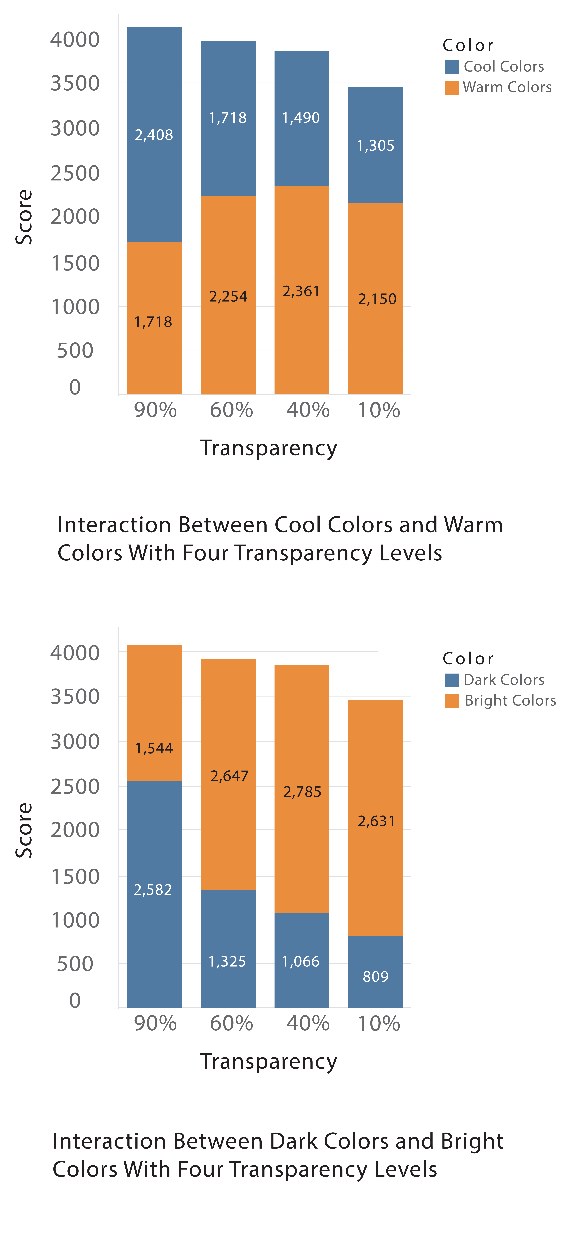 4000
3500
3000
2500
2000
1500
1000
500
0
Score
2,408
1,718
1,490
1,305
1,718
2,254
2,361
2,150
90% 60% 40% 10%
Transparency
Color
Cool Colors
Warm Colors
Interaction Between Cool Colors and Warm
Colors With Four Transparency Levels
4000
3500
3000
2500
2000
1500
1000
500
0
Score
1,544
2,647
2,785
2,631
2,582
1,325
1,066
809
90% 60% 40% 10%
Transparency
Color
Dark Colors
Bright Colors
Interaction Between Dark Colors and Bright
Colors With Four Transparency Levels